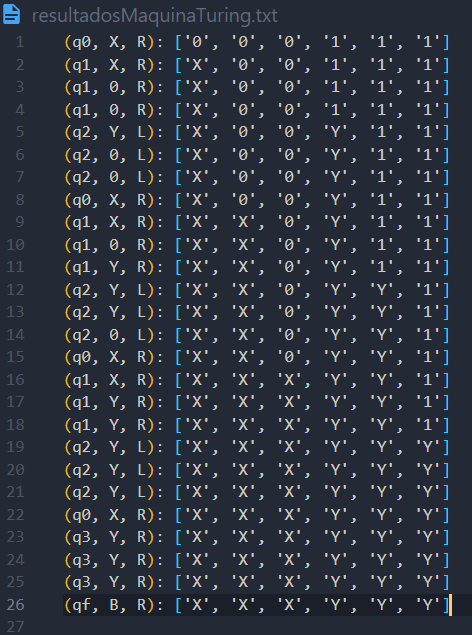 resultadosMaquinaTuring.txt
1 (q0, X, R): ['0', '0', '0', '1', '1', '1']
2 (q1, X, R): ['X', '0', '0', '1', '1', '1']
3 (q1, 0, R): ['X', '0', '0', '1', '1', '1']
4 (q1, 0, R): ['X', '0', '0', '1', '1', '1']
5 (q2, Y, L): ['X', '0', '0', 'Y', '1', '1']
6 (q2, 0, L): ['X', '0', '0', 'Y', '1', '1']
7 (q2, 0, L): ['X', '0', '0', 'Y', '1', '1']
8 (q0, X, R): ['X', '0', '0', 'Y', '1', '1']
9 (q1, X, R): ['X', 'X', '0', 'Y', '1', '1']
10 (q1, 0, R): ['X', 'X', '0', 'Y', '1', '1']
11 (q1, Y, R): ['X', 'X', '0', 'Y', '1', '1']
12 (q2, Y, L): ['X', 'X', '0', 'Y', 'Y', '1']
13 (q2, Y, L): ['X', 'X', '0', 'Y', 'Y', '1']
14 (q2, 0, L): ['X', 'X', '0', 'Y', 'Y', '1']
15 (q0, X, R): ['X', 'X', '0', 'Y', 'Y', '1']
16 (q1, X, R): ['X', 'X', 'X', 'Y', 'Y', '1']
17 (q1, Y, R): ['X', 'X', 'X', 'Y', 'Y', '1']
18 (q1, Y, R): ['X', 'X', 'X', 'Y', 'Y', '1']
19 (q2, Y, L): ['X', 'X', 'X', 'Y', 'Y', 'Y']
20 (q2, Y, L): ['X', 'X', 'X', 'Y', 'Y', 'Y']
21 (q2, Y, L): ['X', 'X', 'X', 'Y', 'Y', 'Y']
22 (q0, X, R): ['X', 'X', 'X', 'Y', 'Y', 'Y']
23 (q3, Y, R): ['X', 'X', 'X', 'Y', 'Y', 'Y']
24 (q3, Y, R): ['X', 'X', 'X', 'Y', 'Y', 'Y']
25 (q3, Y, R): ['X', 'X', 'X', 'Y', 'Y', 'Y']
26 (qf, B, R): ['X', 'X', 'X', 'Y', 'Y', 'Y']
27